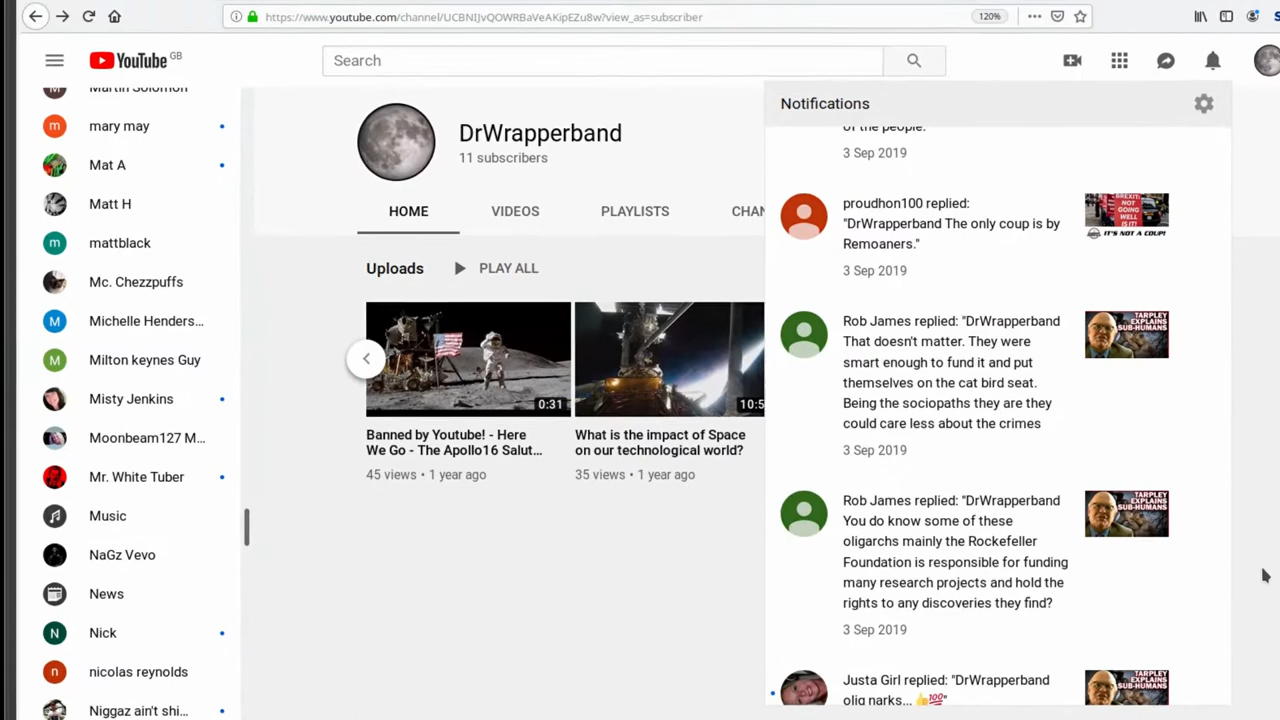 https://www.youtube.com/channel/UCBNIJvQOWRBaVeAKipEZu8w?view_as=subscriber
120%
YouTube GB
Search
Martin Solomon
mary may
Mat A
Matt H
mattblack
Mc. Chezzpuffs
Michelle Henders...
Milton keynes Guy
Misty Jenkins
Moonbeam127 M...
Mr. White Tuber
Music
NaGz Vevo
News
Nick
nicolas reynolds
Niggaz ain't shi...
DrWrapperband
11 subscribers
HOME
VIDEOS
PLAYLISTS
CHAN
Uploads
PLAY ALL
0:31
Banned by Youtube! - Here
We Go - The Apollo16 Salut...
45 views • 1 year ago
10:5
What is the impact of Space
on our technological world?
35 views • 1 year ago
Notifications
of the people.
3 Sep 2019
proudhon100 replied:
"DrWrapperband The only coup is by
Remoaners."
3 Sep 2019
BREXIT:
NOT
GOING
WELL
IS IT!
IT'S NOT A COUP!
Rob James replied: "DrWrapperband
That doesn't matter. They were
smart enough to fund it and put
themselves on the cat bird seat.
Being the sociopaths they are they
could care less about the crimes
3 Sep 2019
TARPLEY
EXPLAINS
SUB-HUMANS
Rob James replied: "DrWrapperband
You do know some of these
oligarchs mainly the Rockefeller
Foundation is responsible for funding
many research projects and hold the
rights to any discoveries they find?
3 Sep 2019
TARPLEY
EXPLAINS
SUB-HUMANS
Justa Girl replied: "DrWrapperband
olig narks...👍💯"
TARPLEY
EXPLAINS
SUB-HUMANS